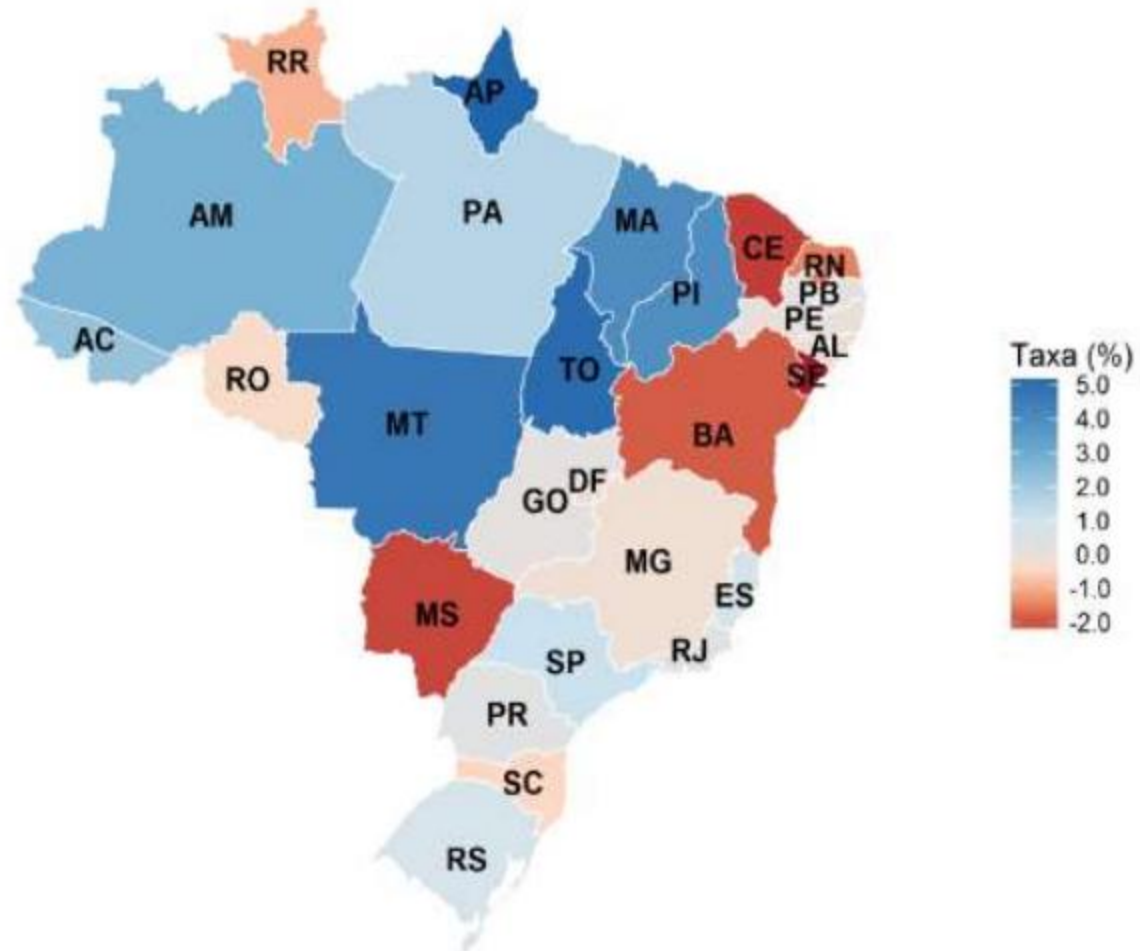 RR
AP
AM
PA
MA
CE
RN
PI
PB
PE
AC
AL
RO
TO
SE
MT
BA
DF
GO
MG
ES
MS
RJ
SP
PR
SC
RS
Taxa (%)
5.0
4.0
3.0
2.0
1.0
0.0
-1.0
-2.0